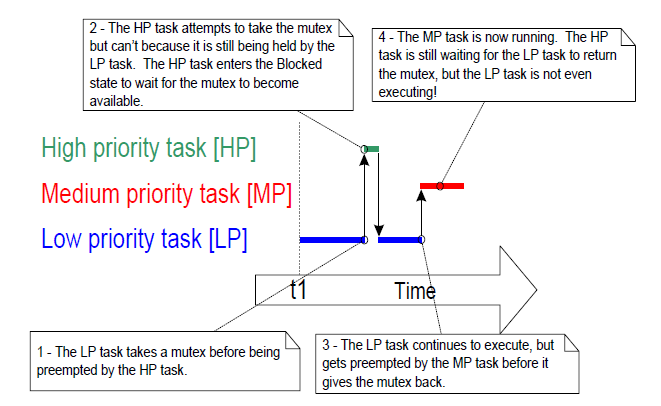 2 - The HP task attempts to take the mutex
but can't because it is still being held by the
LP task.  The HP task enters the Blocked
state to wait for the mutex to become
available.
4 - The MP task is now running.  The HP
task is still waiting for the LP task to return
the mutex, but the LP task is not even
executing!
High priority task [HP]
Medium priority task [MP]
Low priority task [LP]
t1 Time
1 - The LP task takes a mutex before being
preempted by the HP task.
3 - The LP task continues to execute, but
gets preempted by the MP task before it
gives the mutex back.